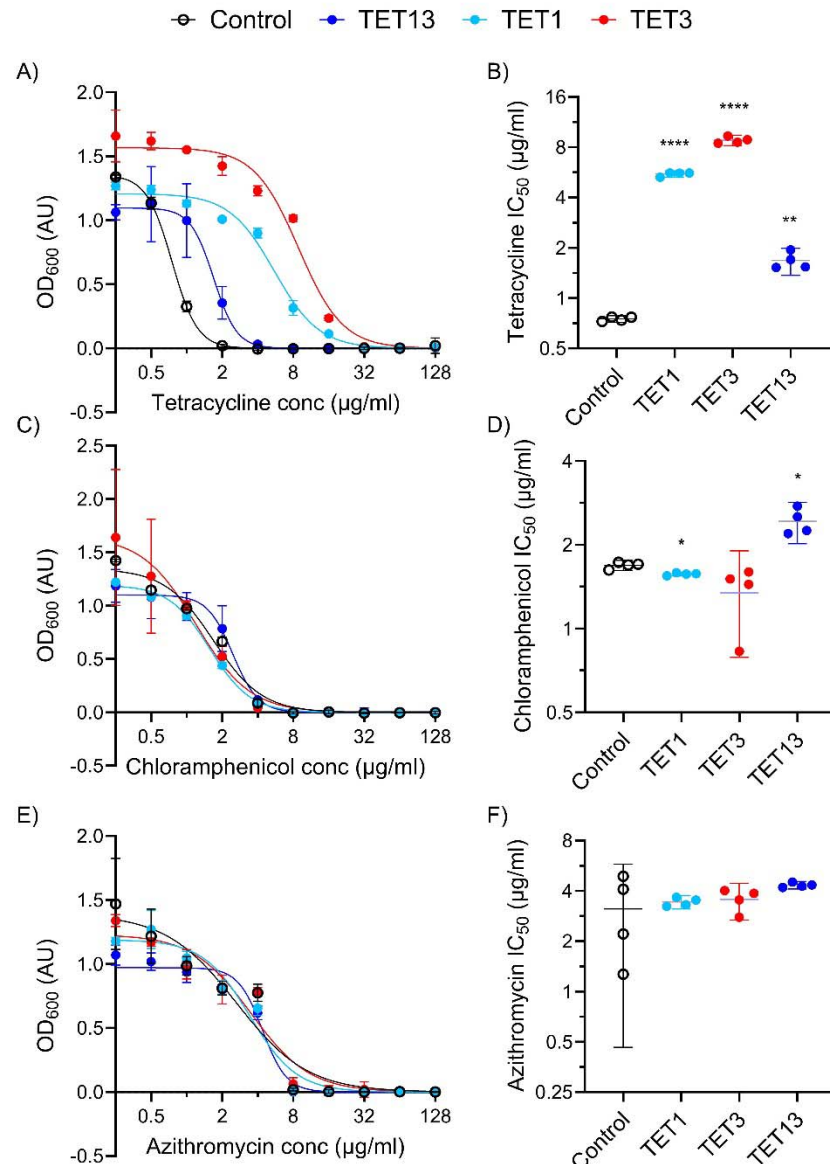 Control TET13 TET1 TET3
A)
2.0
1.5
1.0
0.5
0.0
-0.5
OD600 (AU)
0.5 2 8 32 128
Tetracycline conc (µg/ml)
B)
16
8
4
2
1
0.5
Tetracycline IC50 (µg/ml)
**** **** **
Control TET1 TET3 TET13
C)
2.5
2.0
1.5
1.0
0.5
0.0
-0.5
OD600 (AU)
0.5 2 8 32 128
Chloramphenicol conc (µg/ml)
D)
4
2
1
0.5
Chloramphenicol IC50 (µg/ml)
* *
Control TET1 TET3 TET13
E)
2.0
1.5
1.0
0.5
0.0
-0.5
OD600 (AU)
0.5 2 8 32 128
Azithromycin conc (µg/ml)
F)
8
4
2
1
0.5
0.25
Azithromycin IC50 (µg/ml)
Control TET1 TET3 TET13